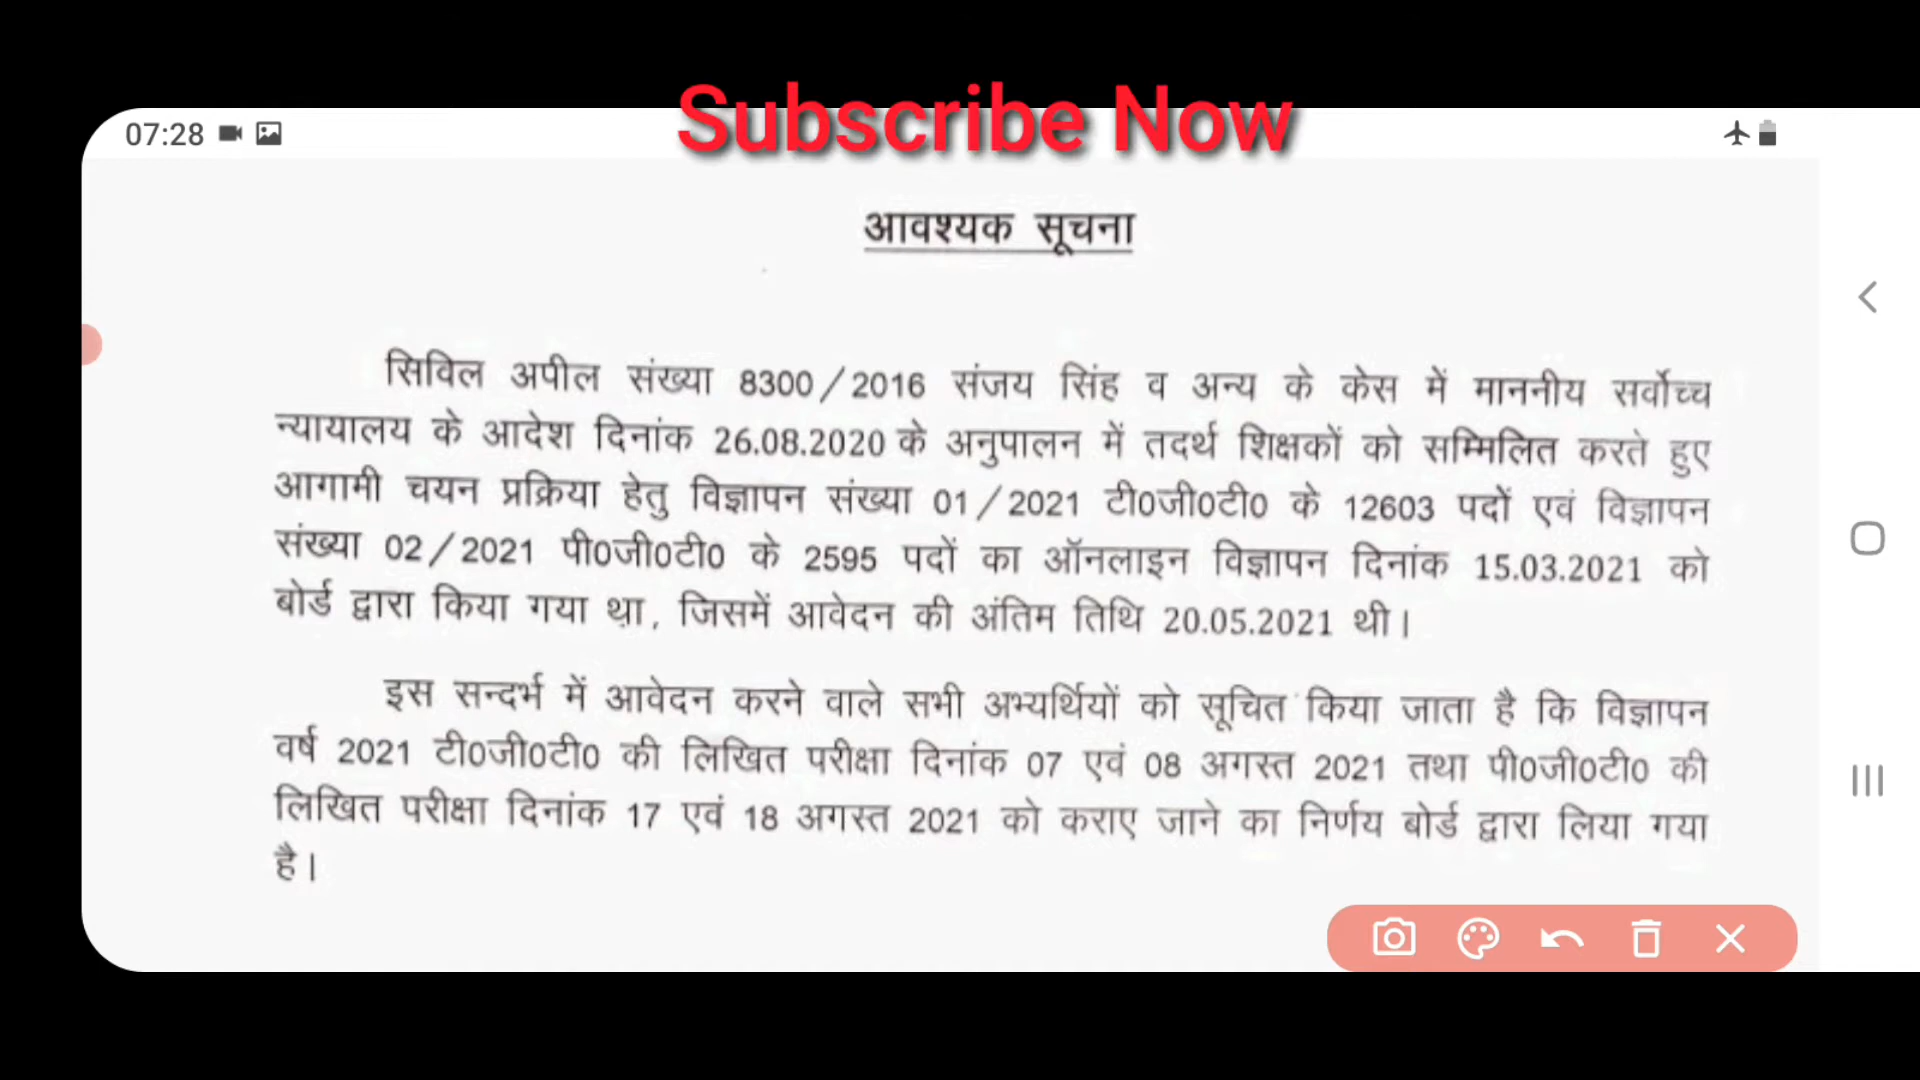 Subscribe Now
07:28
आवश्यक सूचना
सिविल अपील संख्या 8300/2016 संजय सिंह व अन्य के केस में माननीय सर्वोच्च
न्यायालय के आदेश दिनांक 26.08.2020 के अनुपालन में तदर्थ शिक्षकों को सम्मिलित करते हुए
आगामी चयन प्रक्रिया हेतु विज्ञापन संख्या 01/2021 टी0जी0टी0 के 12603 पदों एवं विज्ञापन
संख्या 02/2021 पी0जी0टी0 के 2595 पदों का ऑनलाइन विज्ञापन दिनांक 15.03.2021 को
बोर्ड द्वारा किया गया था, जिसमें आवेदन की अंतिम तिथि 20.05.2021 थी।
इस सन्दर्भ में आवेदन करने वाले सभी अभ्यर्थियों को सूचित किया जाता है कि विज्ञापन
वर्ष 2021 टी0जी0टी0 की लिखित परीक्षा दिनांक 07 एवं 08 अगस्त 2021 तथा पी0जी0टी0 की
लिखित परीक्षा दिनांक 17 एवं 18 अगस्त 2021 को कराए जाने का निर्णय बोर्ड द्वारा लिया गया
है।